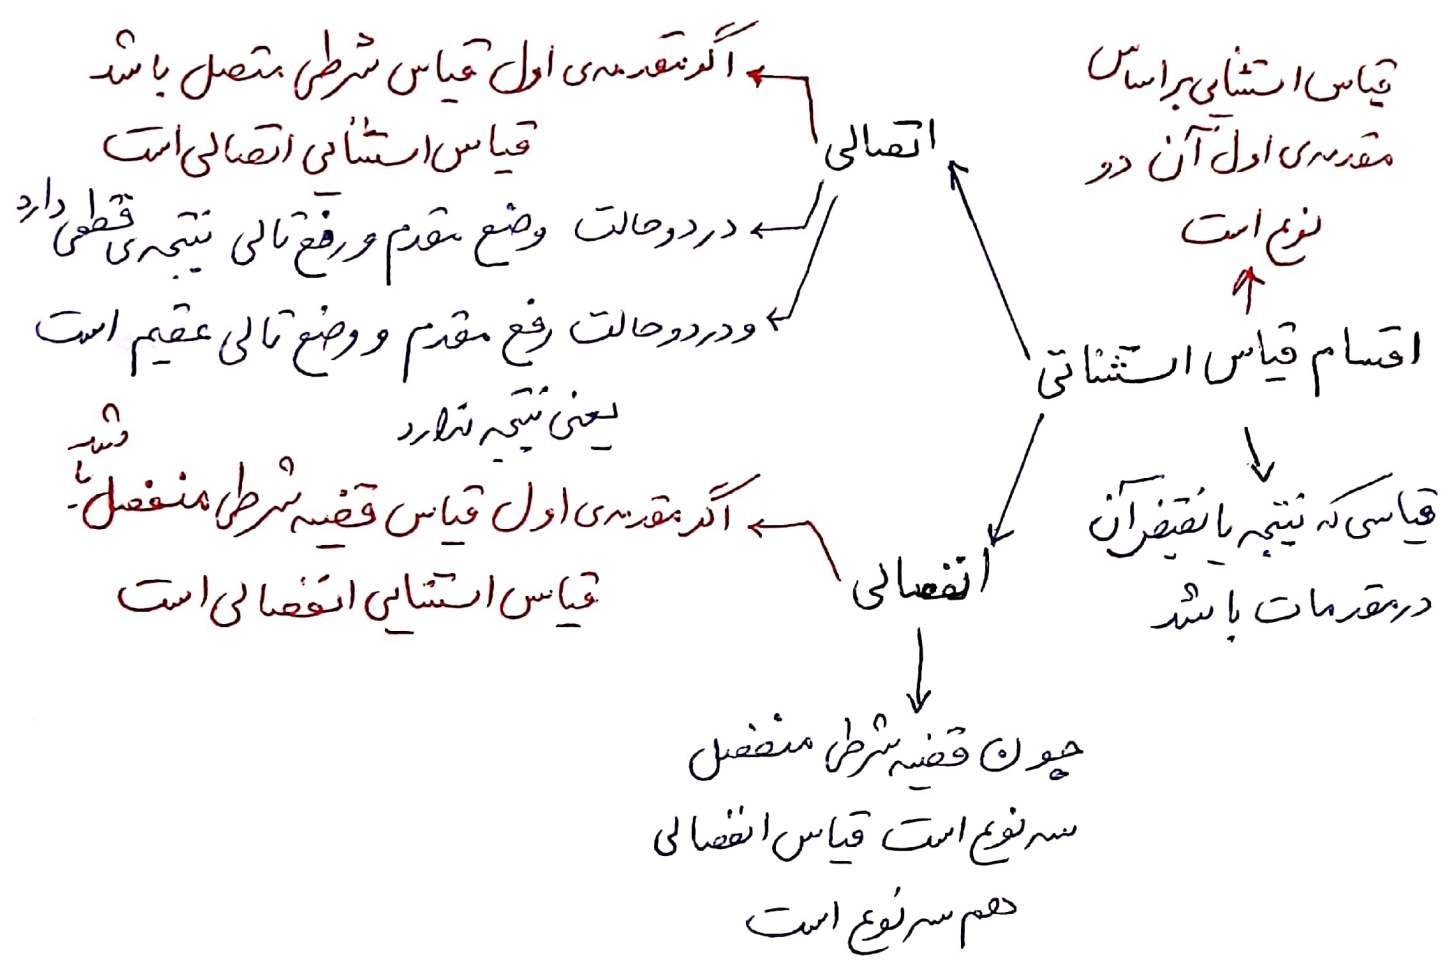 قیاس استثنایی براساس
مقدمه‌ی اول آن دو
نوع است
اقسام قیاس استثنائی
قیاسی که نتیجه یا نقیض آن
در مقدمات باشد
اتصالی
اگر مقدمه‌ی اول قیاس شرطی متصل باشد
قیاس استثنایی اتصالی است
در دو حالت وضع مقدم و رفع تالی نتیجه‌ی قطعی دارد
و در دو حالت رفع مقدم و وضع تالی عقیم است
یعنی نتیجه ندارد
انفصالی
اگر مقدمه‌ی اول قیاس قضیه شرطی منفصل باشد
قیاس استثنایی انفصالی است
چون قضیه شرطی منفصل
سه نوع است قیاس انفصالی
هم سه نوع است